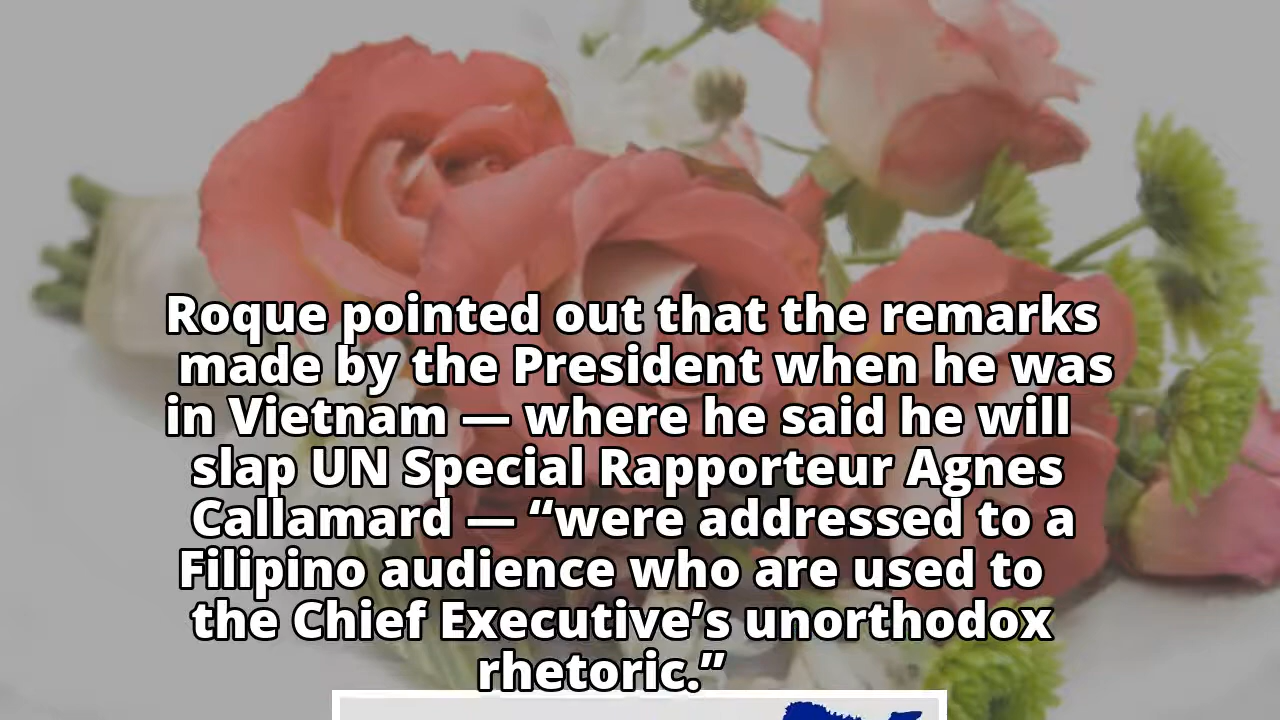 Roque pointed out that the remarks
made by the President when he was
in Vietnam — where he said he will
slap UN Special Rapporteur Agnes
Callamard — “were addressed to a
Filipino audience who are used to
the Chief Executive’s unorthodox
rhetoric.”